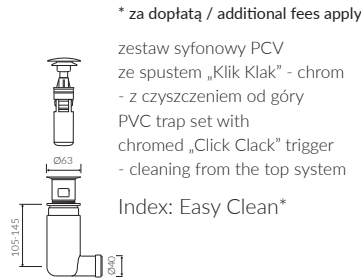 * za dopłatą / additional fees apply
zestaw syfonowy PCV
ze spustem „Klik Klak” - chrom
- z czyszczeniem od góry
PVC trap set with
chromed „Click Clack” trigger
- cleaning from the top system
Index: Easy Clean*
Ø63
105-145
Ø40